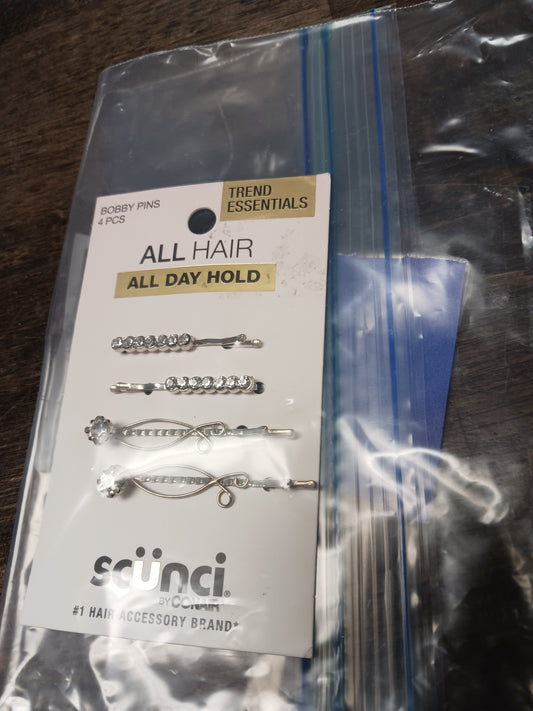 BOBBY PINS
4 PCS
TREND
ESSENTIALS
ALL HAIR
ALL DAY HOLD
scünci®
BY CONAIR
#1 HAIR ACCESSORY BRAND*